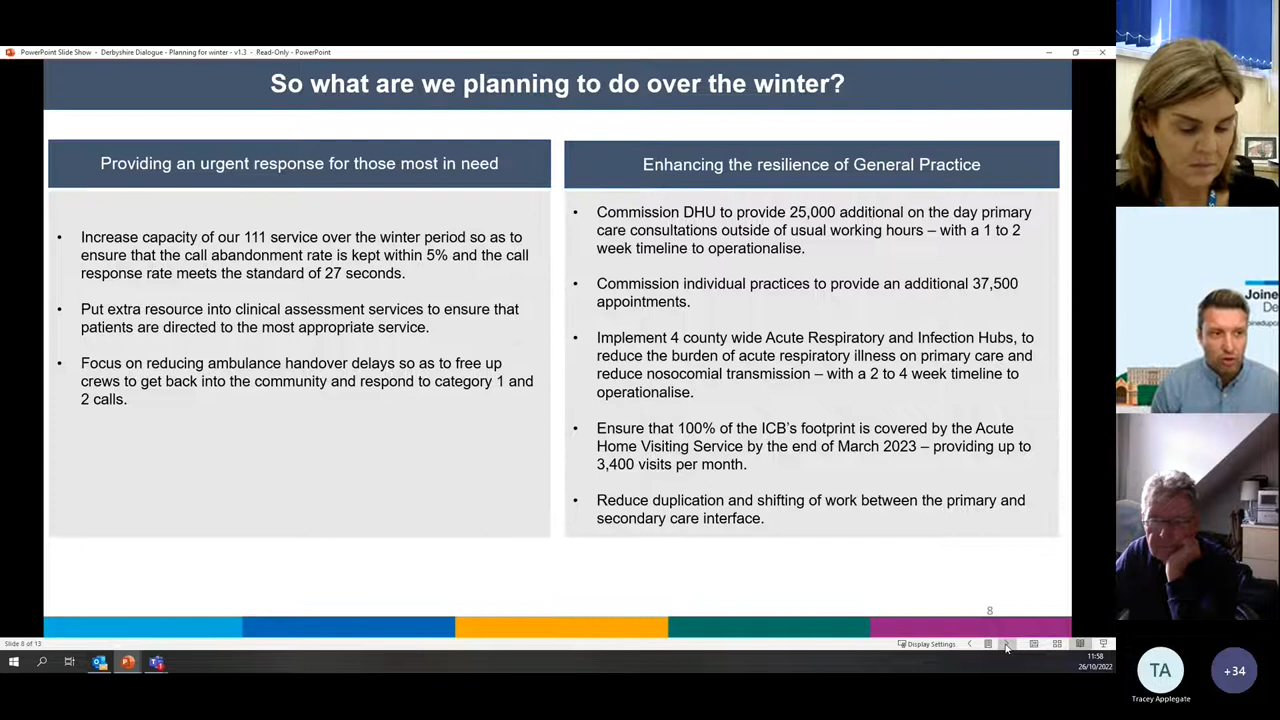 PowerPoint Slide Show - Derbyshire Dialogue - Planning for winter - v1.3 - Read-Only - PowerPoint
So what are we planning to do over the winter?
Providing an urgent response for those most in need
• Increase capacity of our 111 service over the winter period so as to
ensure that the call abandonment rate is kept within 5% and the call
response rate meets the standard of 27 seconds.
• Put extra resource into clinical assessment services to ensure that
patients are directed to the most appropriate service.
• Focus on reducing ambulance handover delays so as to free up
crews to get back into the community and respond to category 1 and
2 calls.
Enhancing the resilience of General Practice
• Commission DHU to provide 25,000 additional on the day primary
care consultations outside of usual working hours – with a 1 to 2
week timeline to operationalise.
• Commission individual practices to provide an additional 37,500
appointments.
• Implement 4 county wide Acute Respiratory and Infection Hubs, to
reduce the burden of acute respiratory illness on primary care and
reduce nosocomial transmission – with a 2 to 4 week timeline to
operationalise.
• Ensure that 100% of the ICB's footprint is covered by the Acute
Home Visiting Service by the end of March 2023 – providing up to
3,400 visits per month.
• Reduce duplication and shifting of work between the primary and
secondary care interface.
8
Slide 8 of 13
Display Settings
11:58
26/10/2022
Joine
De
TA
+34
Tracey Applegate